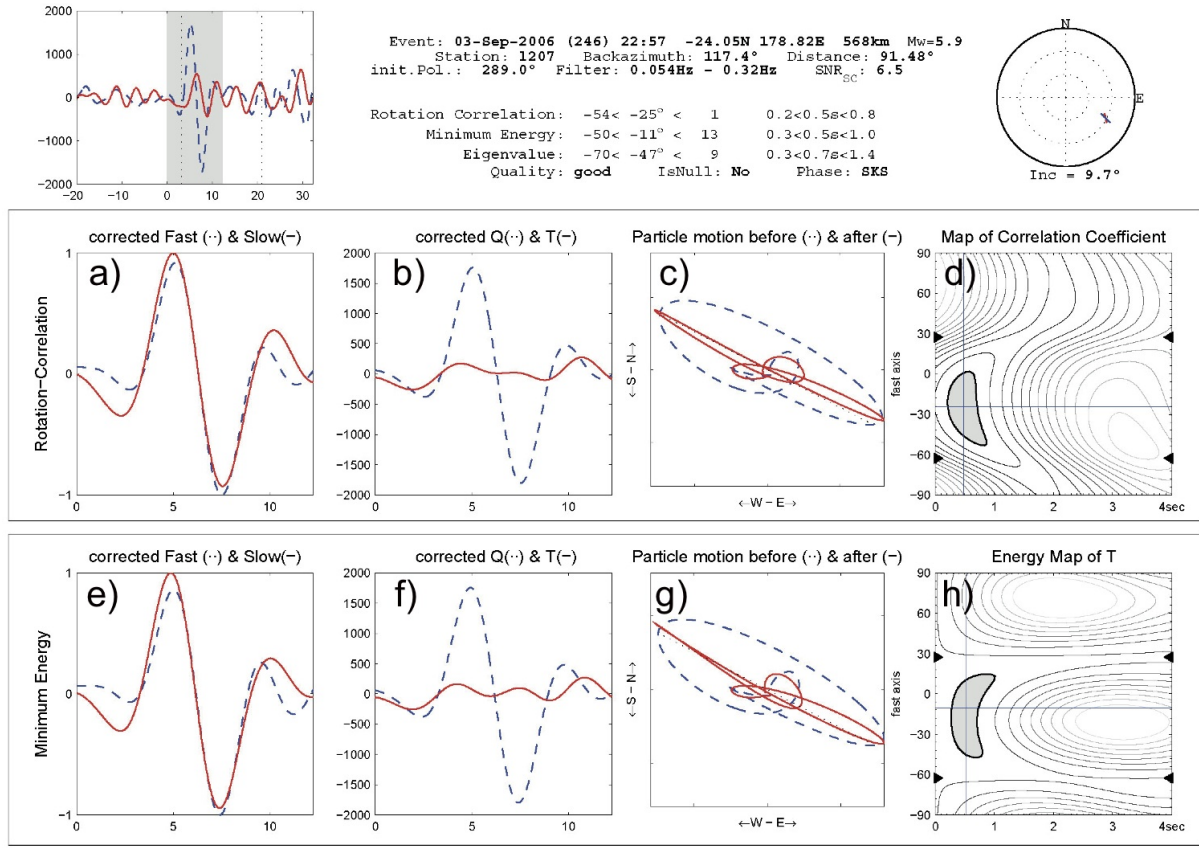 Event: 03-Sep-2006 (246) 22:57 -24.05N 178.82E 568km Mw=5.9
Station: 1207 Backazimuth: 117.4° Distance: 91.48°
init.Pol.: 289.0° Filter: 0.054Hz - 0.32Hz SNR_SC: 6.5
Rotation Correlation: -54< -25° < 1 0.2<0.5s<0.8
Minimum Energy: -50< -11° < 13 0.3<0.5s<1.0
Eigenvalue: -70< -47° < 9 0.3<0.7s<1.4
Quality: good IsNull: No Phase: SKS
2000
1000
0
1000
2000
-20 -10 0 10 20 30
N
E
Inc = 9.7°
Rotation-Correlation
corrected Fast (··) & Slow(-)
a)
1
0
-1
0 5 10
corrected Q(··) & T(-)
b)
2000
1500
1000
500
0
-500
-1000
-1500
2000
0 5 10
Particle motion before (··) & after (-)
c)
←S - N→
←W - E→
Map of Correlation Coefficient
d)
fast axis
90
60
30
0
-30
-60
-90
0 1 2 3 4sec
Minimum Energy
corrected Fast (··) & Slow(-)
e)
1
0
-1
0 5 10
corrected Q(··) & T(-)
f)
2000
1500
1000
500
0
-500
-1000
-1500
2000
0 5 10
Particle motion before (··) & after (-)
g)
←S - N→
←W - E→
Energy Map of T
h)
fast axis
90
60
30
0
-30
-60
-90
0 1 2 3 4sec